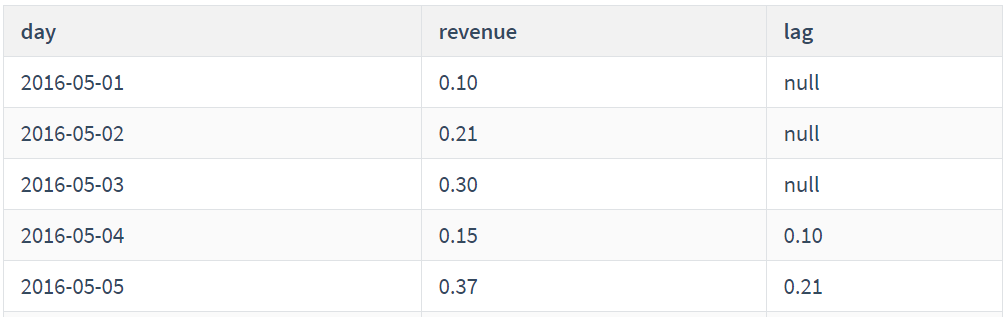 day revenue lag
2016-05-01 0.10 null
2016-05-02 0.21 null
2016-05-03 0.30 null
2016-05-04 0.15 0.10
2016-05-05 0.37 0.21